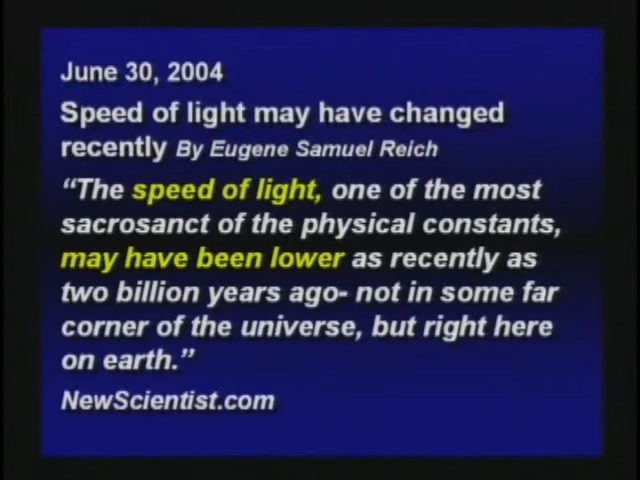 June 30, 2004
Speed of light may have changed
recently By Eugene Samuel Reich
“The speed of light, one of the most
sacrosanct of the physical constants,
may have been lower as recently as
two billion years ago- not in some far
corner of the universe, but right here
on earth.”
NewScientist.com